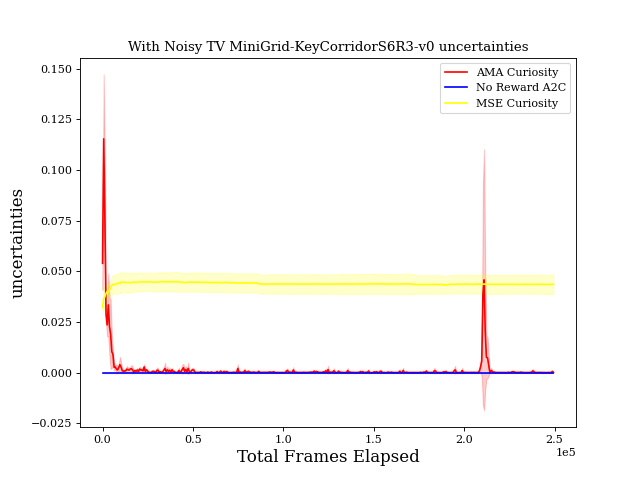 With Noisy TV MiniGrid-KeyCorridorS6R3-v0 uncertainties
AMA Curiosity
No Reward A2C
MSE Curiosity
0.150
0.125
0.100
0.075
0.050
0.025
0.000
−0.025
uncertainties
0.0
0.5
1.0
1.5
2.0
2.5
1e5
Total Frames Elapsed